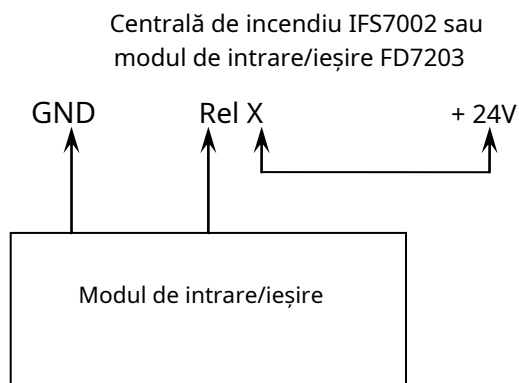 Centrală de incendiu IFS7002 sau
modul de intrare/ieșire FD7203
GND Rel X + 24V
Modul de intrare/ieșire